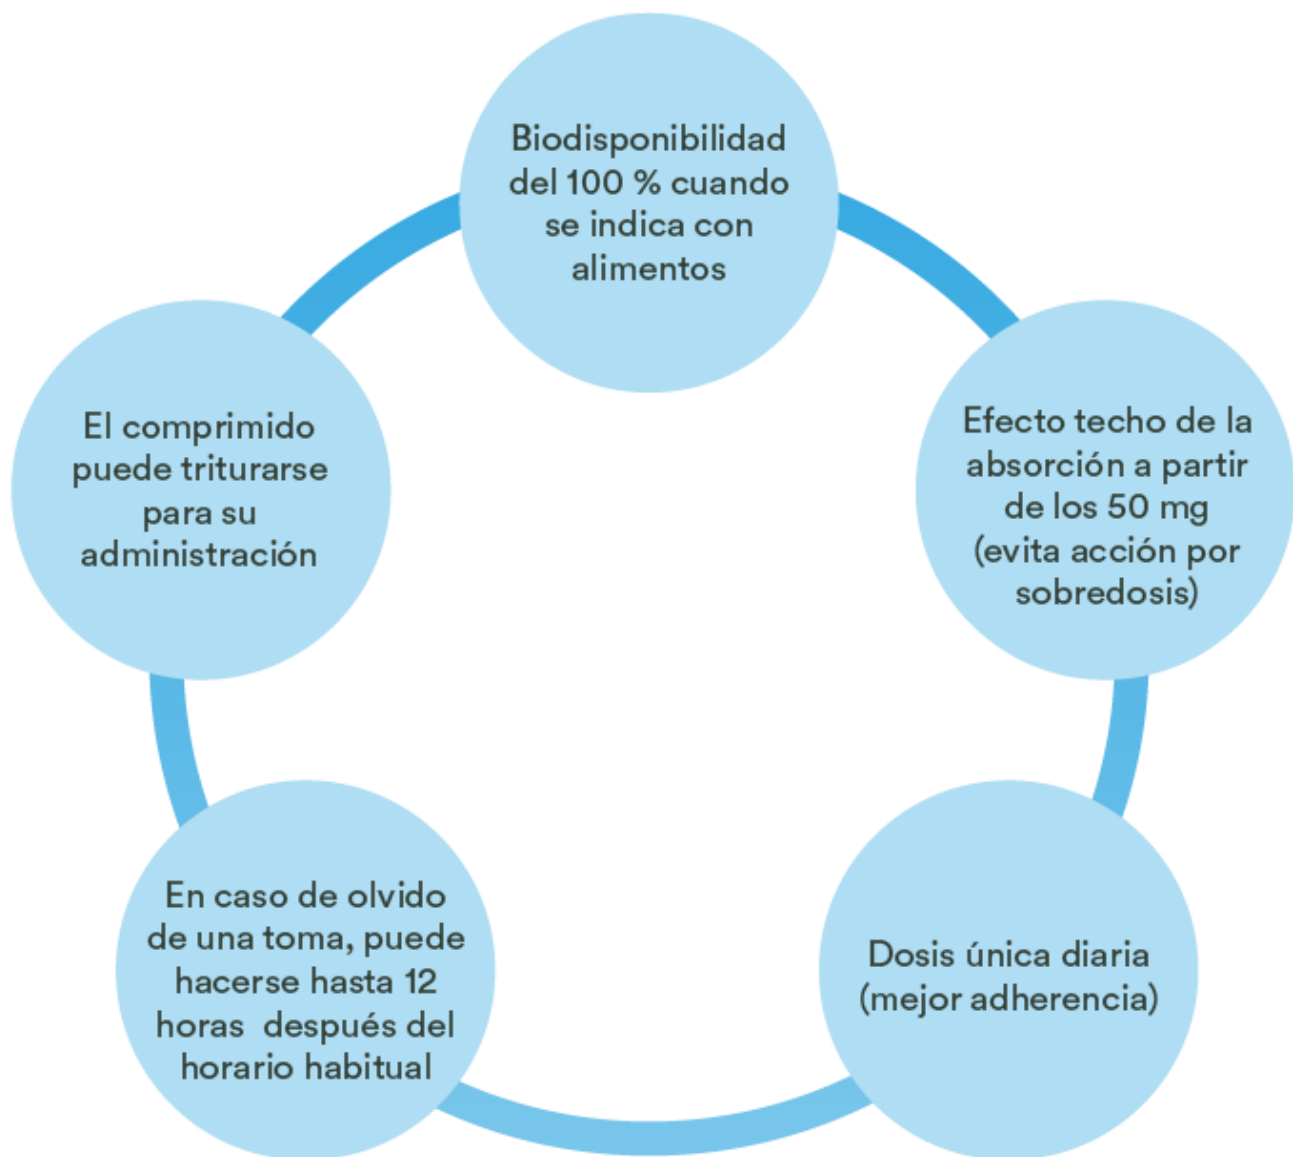 Biodisponibilidad
del 100 % cuando
se indica con
alimentos
Efecto techo de la
absorción a partir
de los 50 mg
(evita acción por
sobredosis)
Dosis única diaria
(mejor adherencia)
En caso de olvido
de una toma, puede
hacerse hasta 12
horas después del
horario habitual
El comprimido
puede triturarse
para su
administración